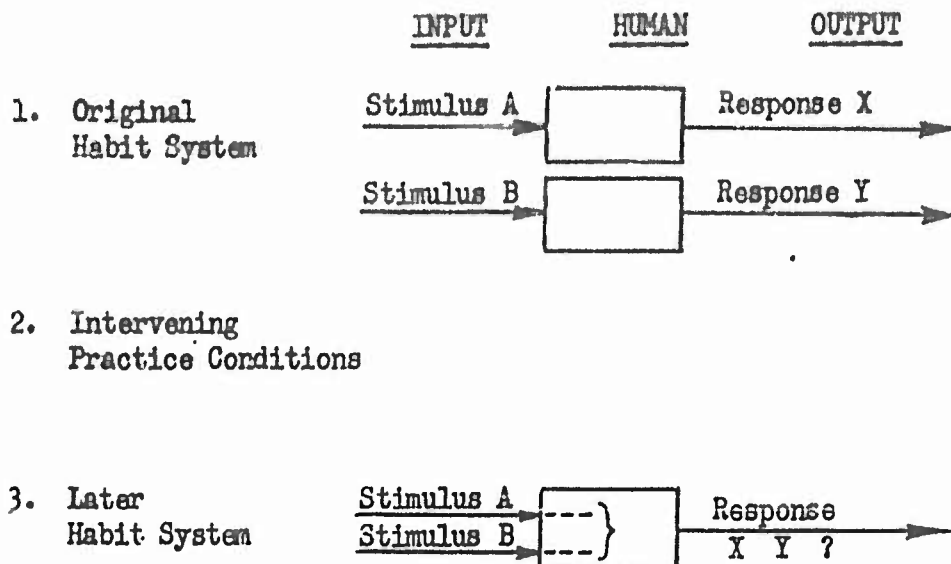 INPUT HUMAN OUTPUT
1. Original Habit System
Stimulus A Response X
Stimulus B Response Y
2. Intervening
Practice Conditions
3. Later
Habit System
Stimulus A
Stimulus B
Response
X Y ?